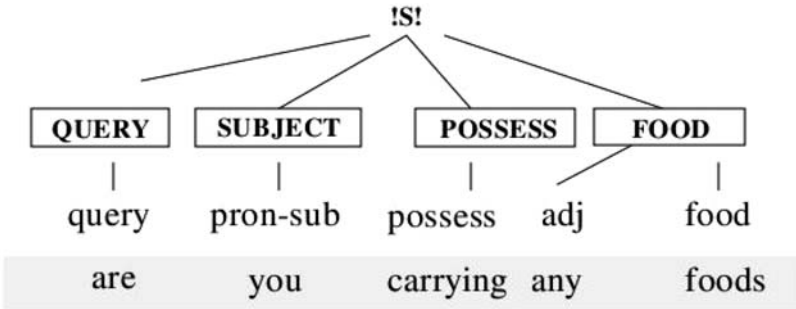 !S!
QUERY SUBJECT POSSESS FOOD
query pron-sub possess adj food
are you carrying any foods